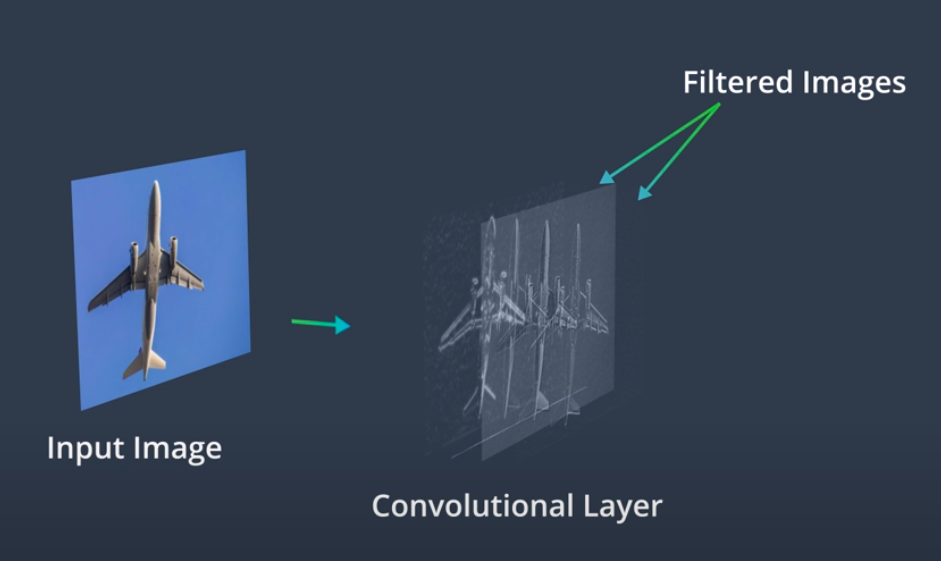 Filtered Images
Input Image
Convolutional Layer